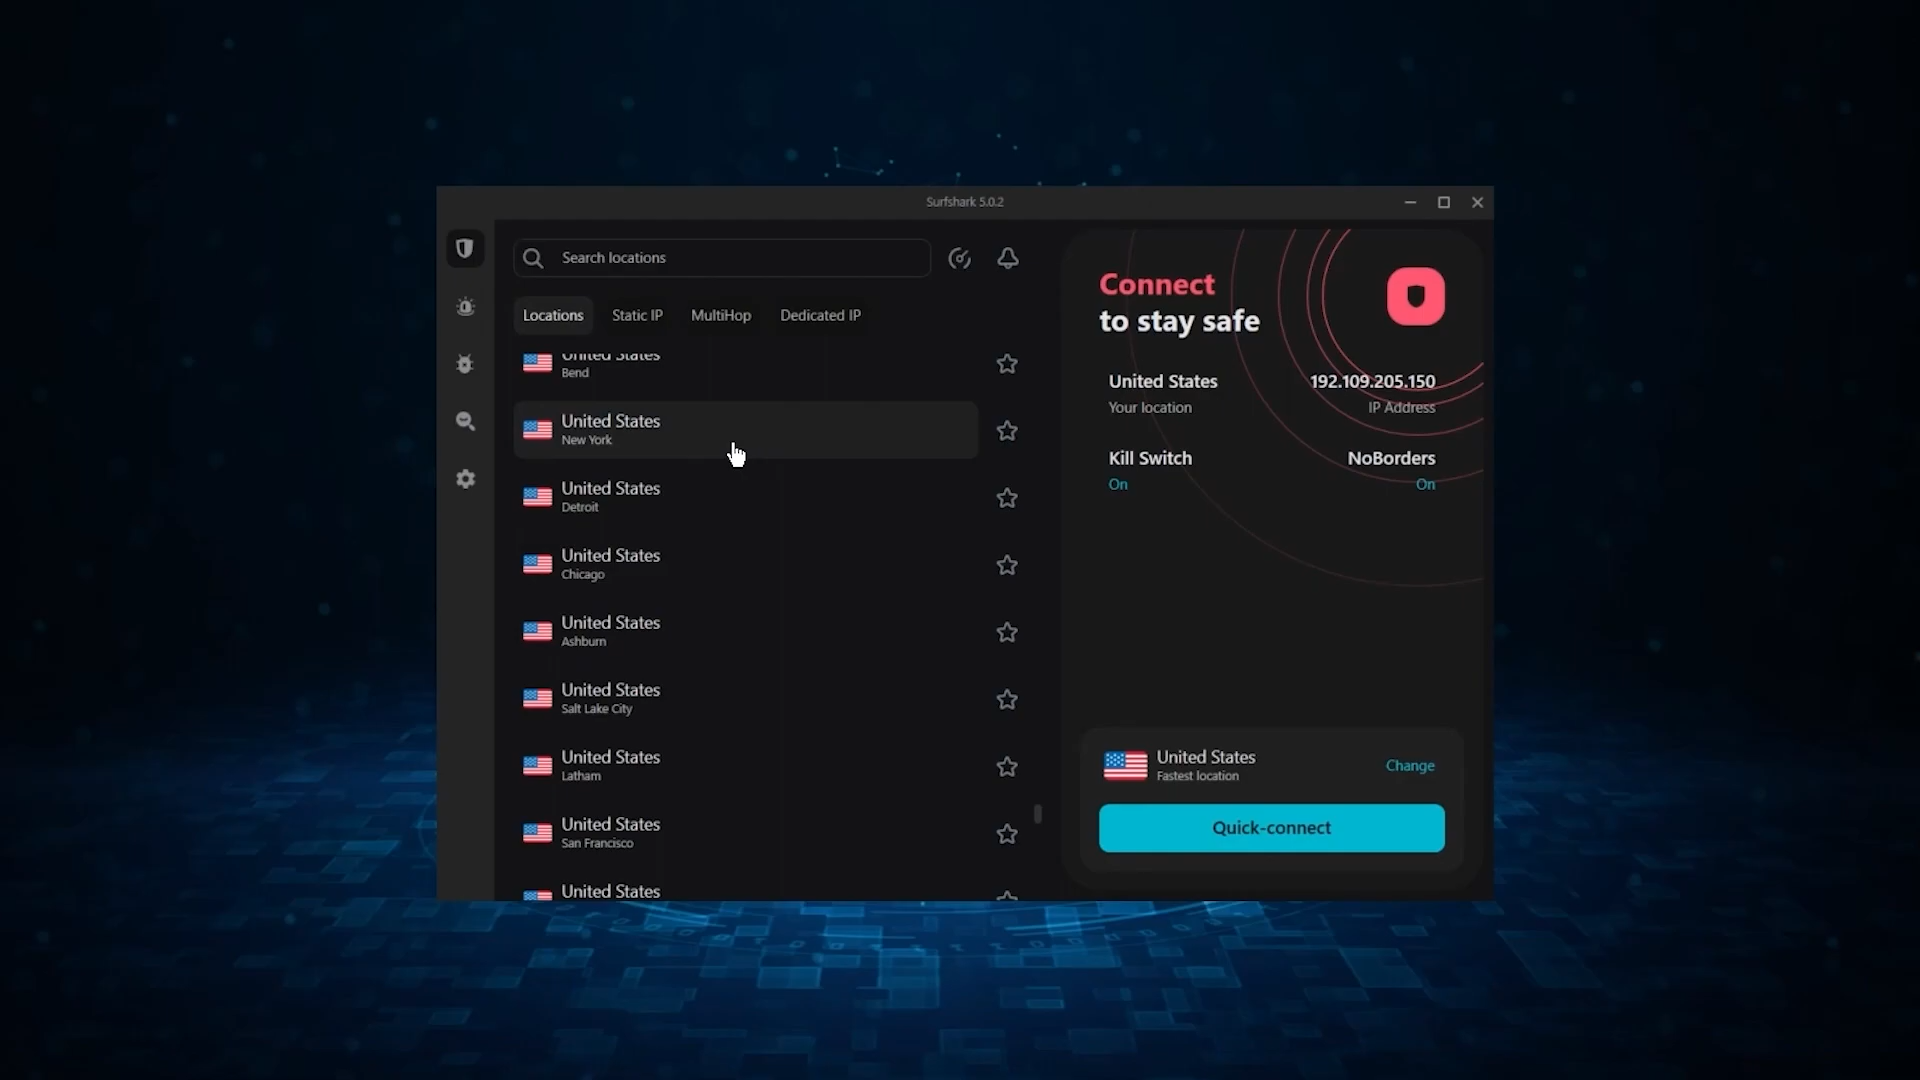 Surfshark 5.0.2
Search locations
Locations
Static IP
MultiHop
Dedicated IP
United States
Bend
United States
New York
United States
Detroit
United States
Chicago
United States
Ashburn
United States
Salt Lake City
United States
Latham
United States
San Francisco
United States
Connect
to stay safe
United States
192.109.205.150
Your location
IP Address
Kill Switch
NoBorders
On
On
United States
Fastest location
Change
Quick-connect